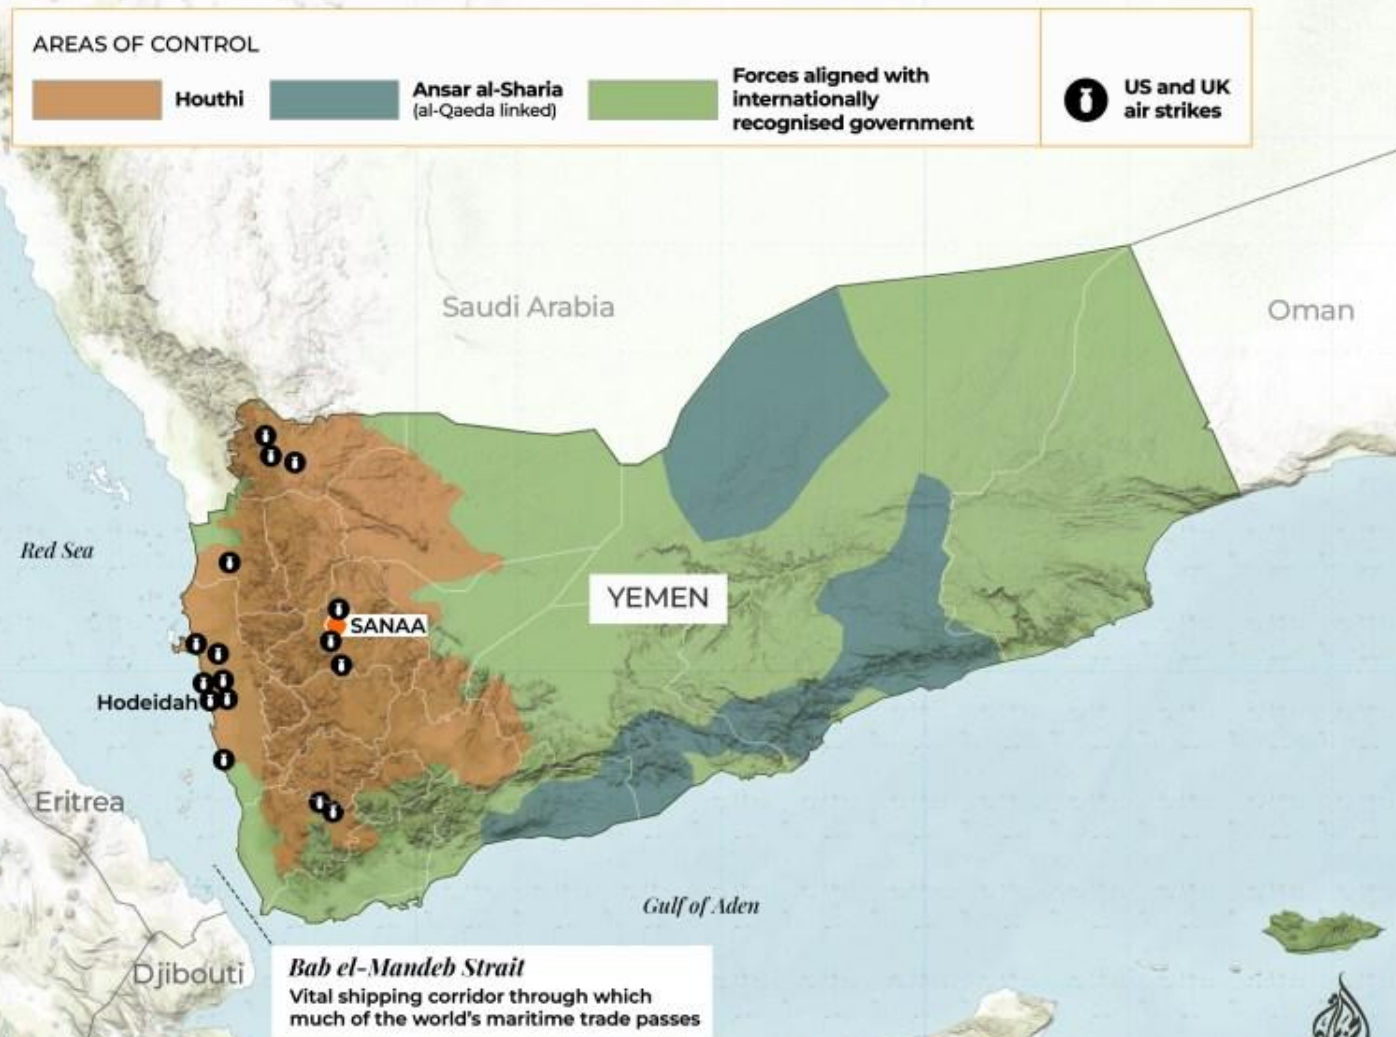 AREAS OF CONTROL
Houthi
Ansar al-Sharia
(al-Qaeda linked)
Forces aligned with
internationally
recognised government
US and UK
air strikes
Saudi Arabia
Oman
Red Sea
YEMEN
SANAA
Hodeidah
Eritrea
Gulf of Aden
Djibouti
Bab el-Mandeb Strait
Vital shipping corridor through which
much of the world's maritime trade passes